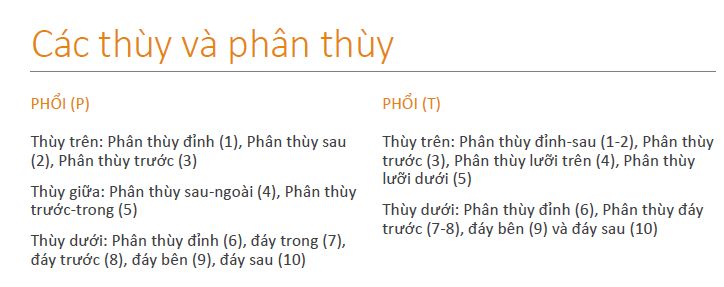 Các thùy và phân thùy
PHỔI (P)
Thùy trên: Phân thùy đỉnh (1), Phân thùy sau
(2), Phân thùy trước (3)
Thùy giữa: Phân thùy sau-ngoài (4), Phân thùy
trước-trong (5)
Thùy dưới: Phân thùy đỉnh (6), đáy trong (7),
đáy trước (8), đáy bên (9), đáy sau (10)
PHỔI (T)
Thùy trên: Phân thùy đỉnh-sau (1-2), Phân thùy
trước (3), Phân thùy lưỡi trên (4), Phân thùy
lưỡi dưới (5)
Thùy dưới: Phân thùy đỉnh (6), Phân thùy đáy
trước (7-8), đáy bên (9) và đáy sau (10)